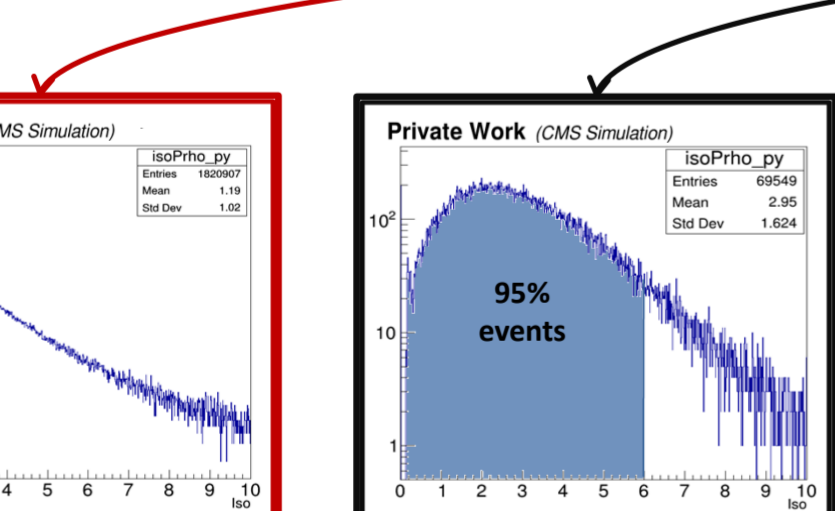 MS Simulation)
isoPrho_py
Entries 1820907
Mean 1.19
Std Dev 1.02
4 5 6 7 8 9 10
Iso
Private Work (CMS Simulation)
isoPrho_py
Entries 69549
Mean 2.95
Std Dev 1.624
10²
10
1
95%
events
0 1 2 3 4 5 6 7 8 9 10
Iso